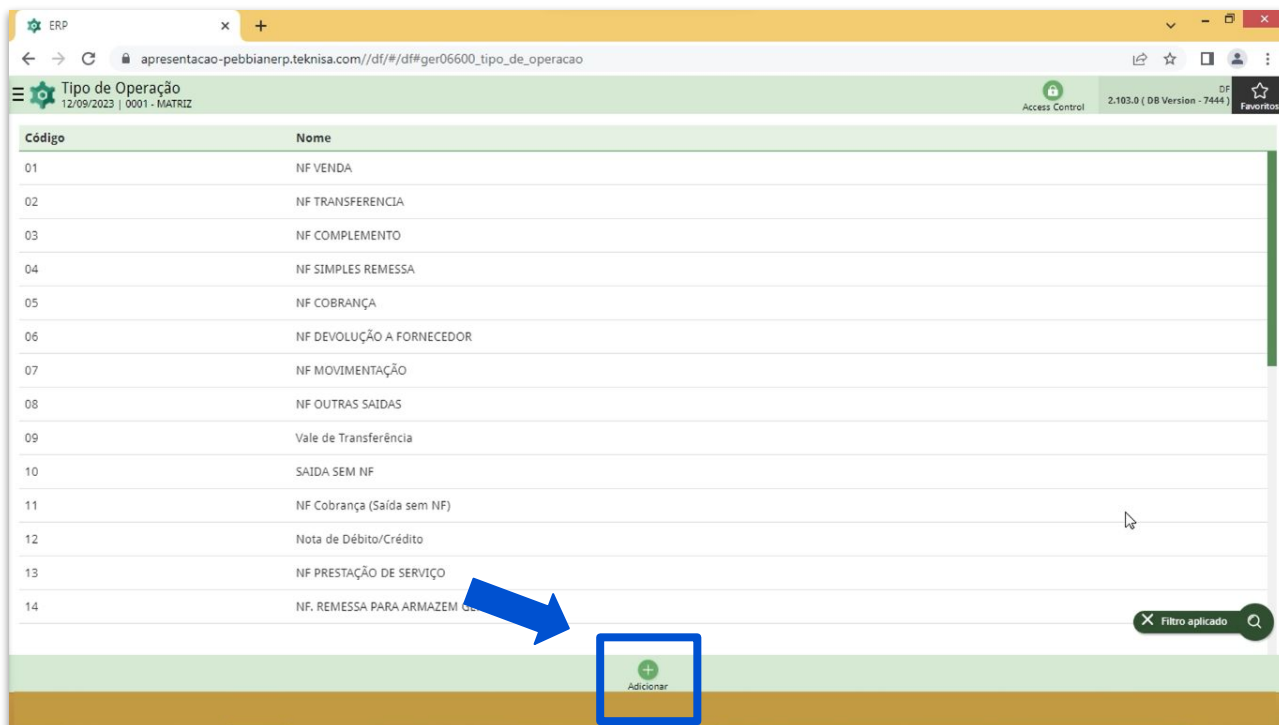 ERP
apresentacao-pebbianerp.teknisa.com//df/#/df#ger06600_tipo_de_operacao
Tipo de Operação
12/09/2023 | 0001 - MATRIZ
Access Control
DF
2.103.0 ( DB Version - 7444 )
Favoritos
Código Nome
01 NF VENDA
02 NF TRANSFERENCIA
03 NF COMPLEMENTO
04 NF SIMPLES REMESSA
05 NF COBRANÇA
06 NF DEVOLUÇÃO A FORNECEDOR
07 NF MOVIMENTAÇÃO
08 NF OUTRAS SAIDAS
09 Vale de Transferência
10 SAIDA SEM NF
11 NF Cobrança (Saída sem NF)
12 Nota de Débito/Crédito
13 NF PRESTAÇÃO DE SERVIÇO
14 NF. REMESSA PARA ARMAZEM
Filtro aplicado
Adicionar